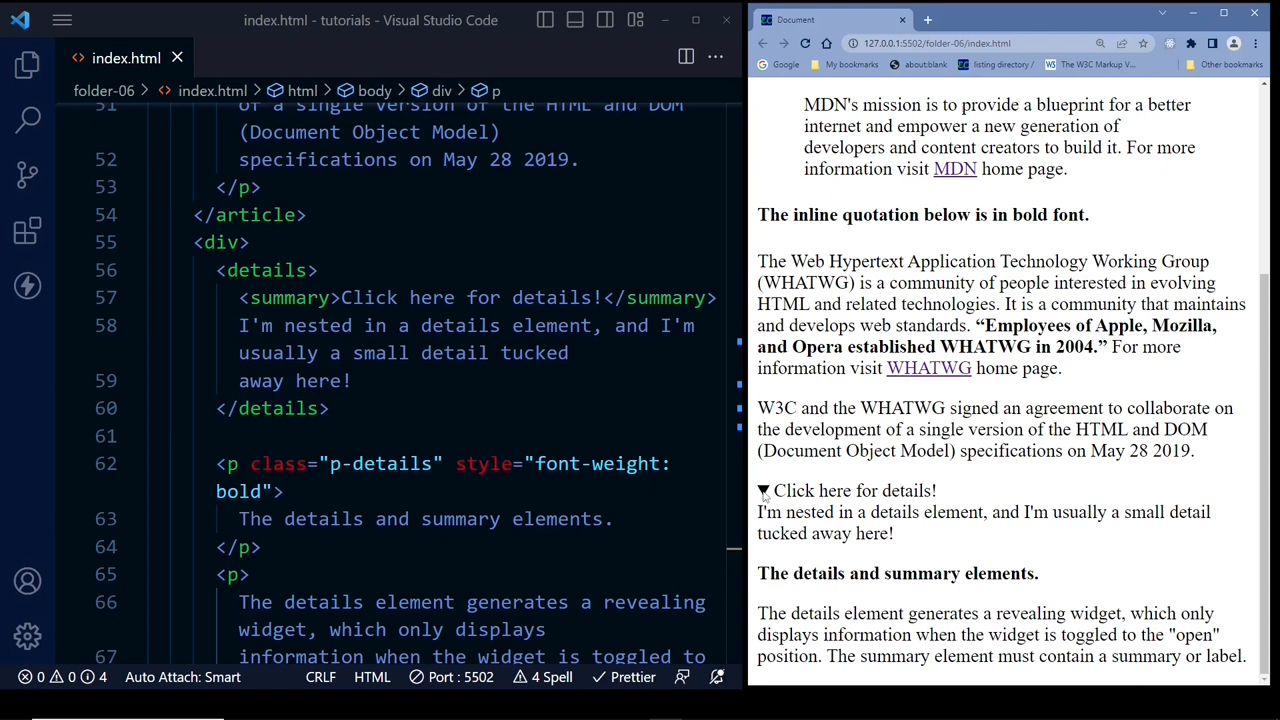 index.html - tutorials - Visual Studio Code
index.html
folder-06 > index.html > html > body > div > p
51 of a single version of the HTML and DOM
(Document Object Model)
52 specifications on May 28 2019.
53 </p>
54 </article>
55 <div>
56 <details>
57 <summary>Click here for details!</summary>
58 I'm nested in a details element, and I'm
usually a small detail tucked
59 away here!
60 </details>
61
62 <p class="p-details" style="font-weight:
bold">
63 The details and summary elements.
64 </p>
65 <p>
66 The details element generates a revealing
widget, which only displays
67 information when the widget is toggled to
0 0 4 Auto Attach: Smart CRLF HTML Port : 5502 4 Spell Prettier
Document
127.0.0.1:5502/folder-06/index.html
Google My bookmarks about:blank listing directory / The W3C Markup V... Other bookmarks
MDN's mission is to provide a blueprint for a better
internet and empower a new generation of
developers and content creators to build it. For more
information visit MDN home page.
The inline quotation below is in bold font.
The Web Hypertext Application Technology Working Group
(WHATWG) is a community of people interested in evolving
HTML and related technologies. It is a community that maintains
and develops web standards. “Employees of Apple, Mozilla,
and Opera established WHATWG in 2004.” For more
information visit WHATWG home page.
W3C and the WHATWG signed an agreement to collaborate on
the development of a single version of the HTML and DOM
(Document Object Model) specifications on May 28 2019.
Click here for details!
I'm nested in a details element, and I'm usually a small detail
tucked away here!
The details and summary elements.
The details element generates a revealing widget, which only
displays information when the widget is toggled to the "open"
position. The summary element must contain a summary or label.